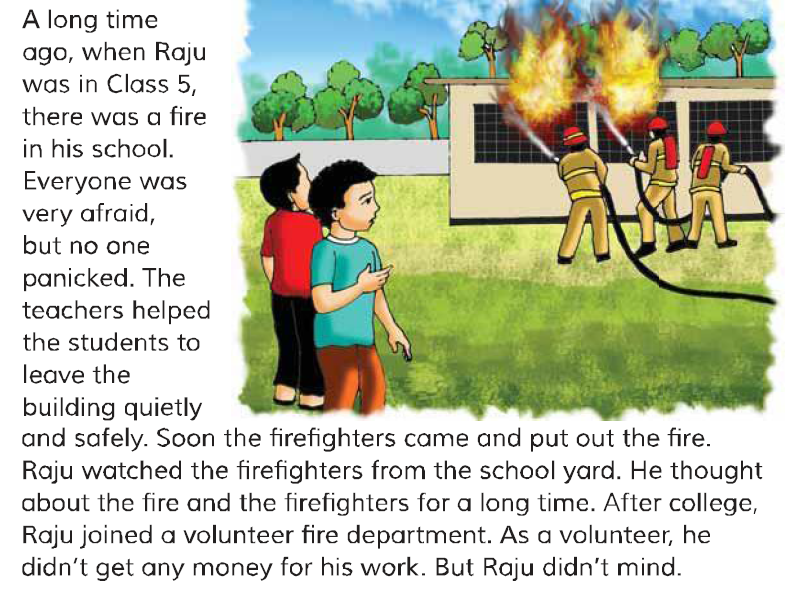 A long time
ago, when Raju
was in Class 5,
there was a fire
in his school.
Everyone was
very afraid,
but no one
panicked. The
teachers helped
the students to
leave the
building quietly
and safely. Soon the firefighters came and put out the fire.
Raju watched the firefighters from the school yard. He thought
about the fire and the firefighters for a long time. After college,
Raju joined a volunteer fire department. As a volunteer, he
didn't get any money for his work. But Raju didn't mind.